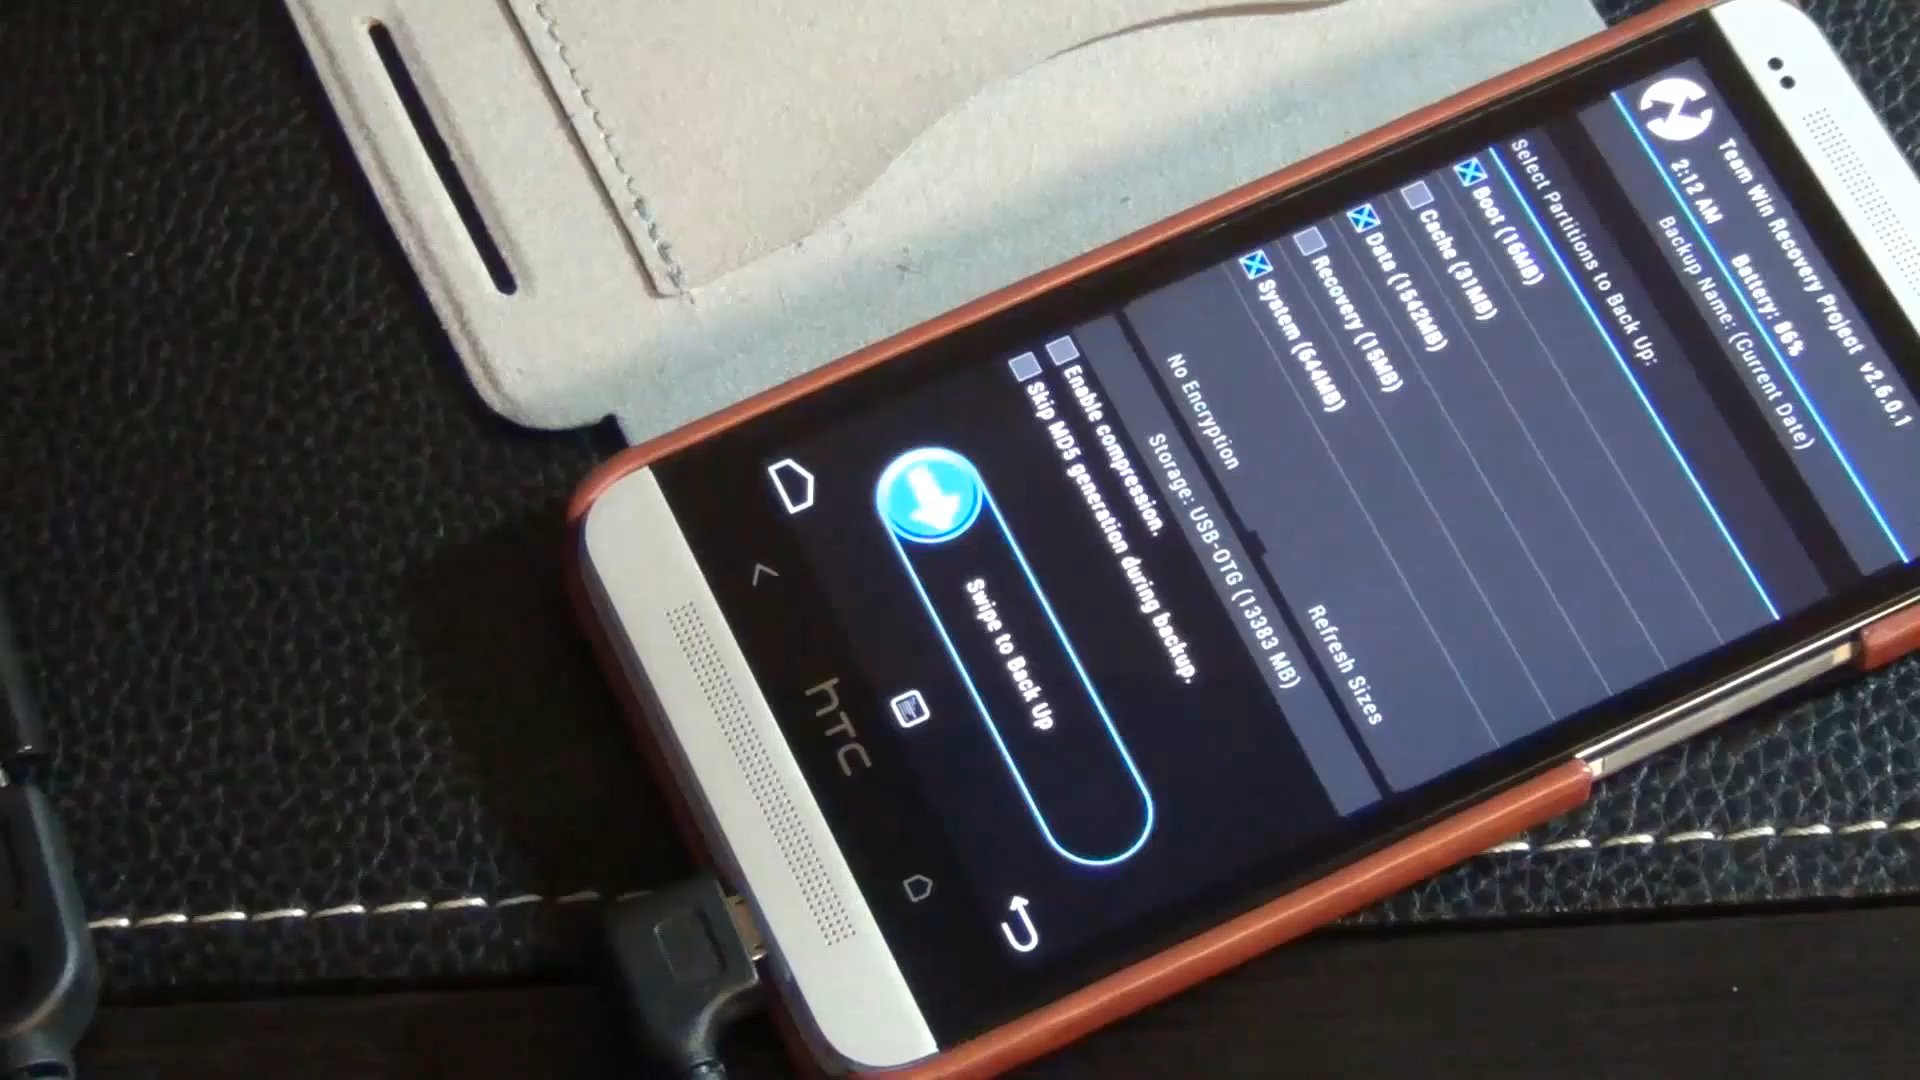 Team Win Recovery Project v2.6.0.1
2:12 AM Battery: 86%
Backup Name: (Current Date)
Select Partitions to Back Up:
Boot (16MB)
Cache (31MB)
Data (1542MB)
Recovery (15MB)
System (644MB)
No Encryption Refresh Sizes
Storage: USB-OTG (13383 MB)
Enable compression.
Skip MD5 generation during backup.
Swipe to Back Up
hTC